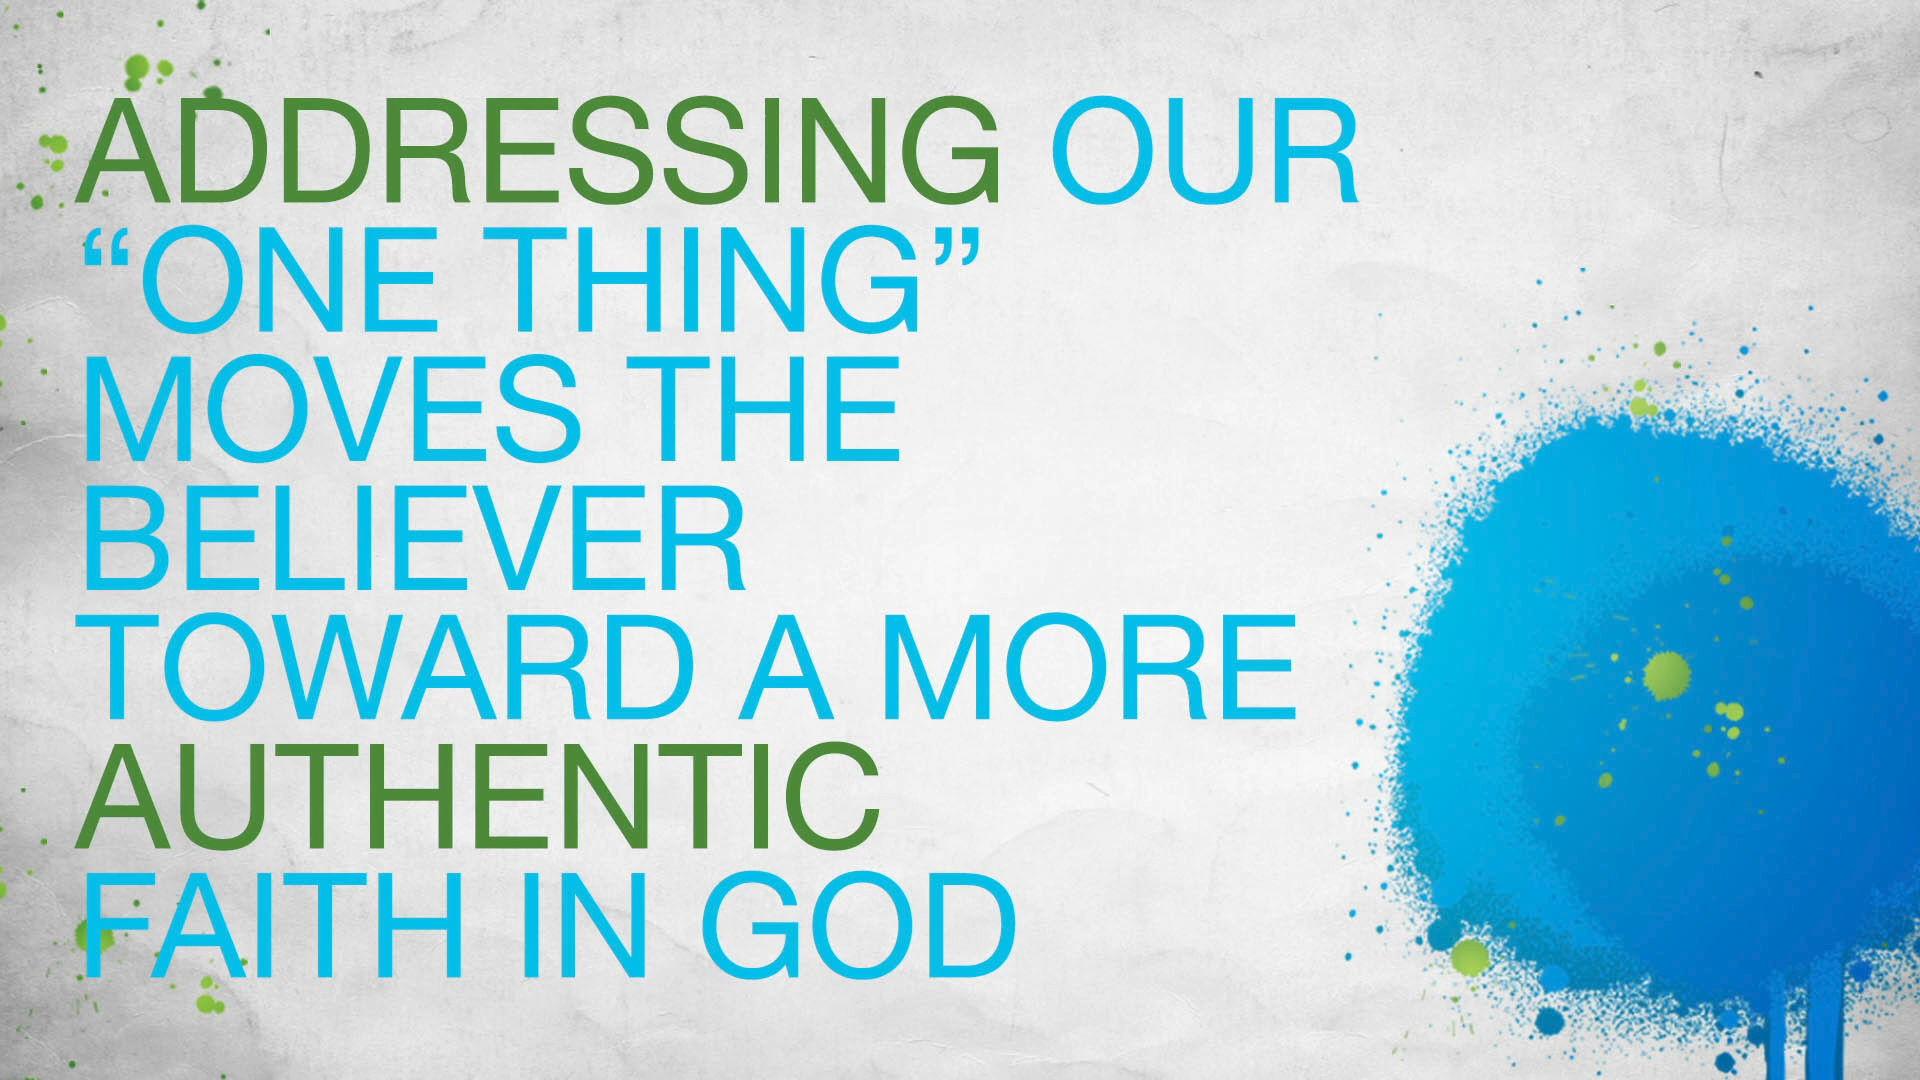 ADDRESSING OUR
“ONE THING”
MOVES THE
BELIEVER
TOWARD A MORE
AUTHENTIC
FAITH IN GOD